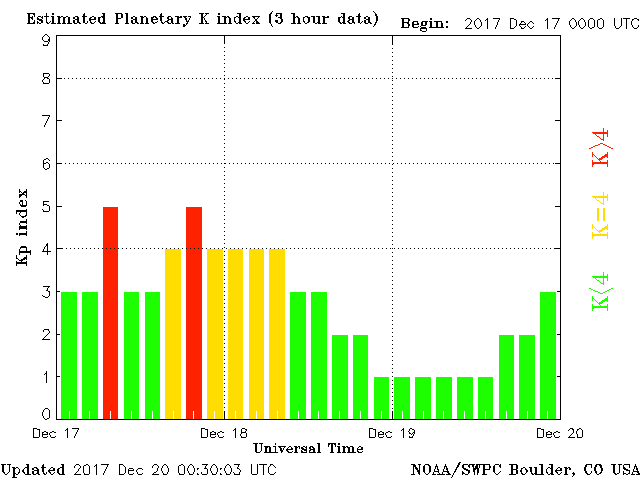 Estimated Planetary K index (3 hour data) Begin: 2017 Dec 17 0000 UTC
9
8
7
6
5
4
3
2
1
0
Kp index
K>4
K=4
K<4
Dec 17 Dec 18 Dec 19 Dec 20
Universal Time
Updated 2017 Dec 20 00:30:03 UTC NOAA/SWPC Boulder, CO USA